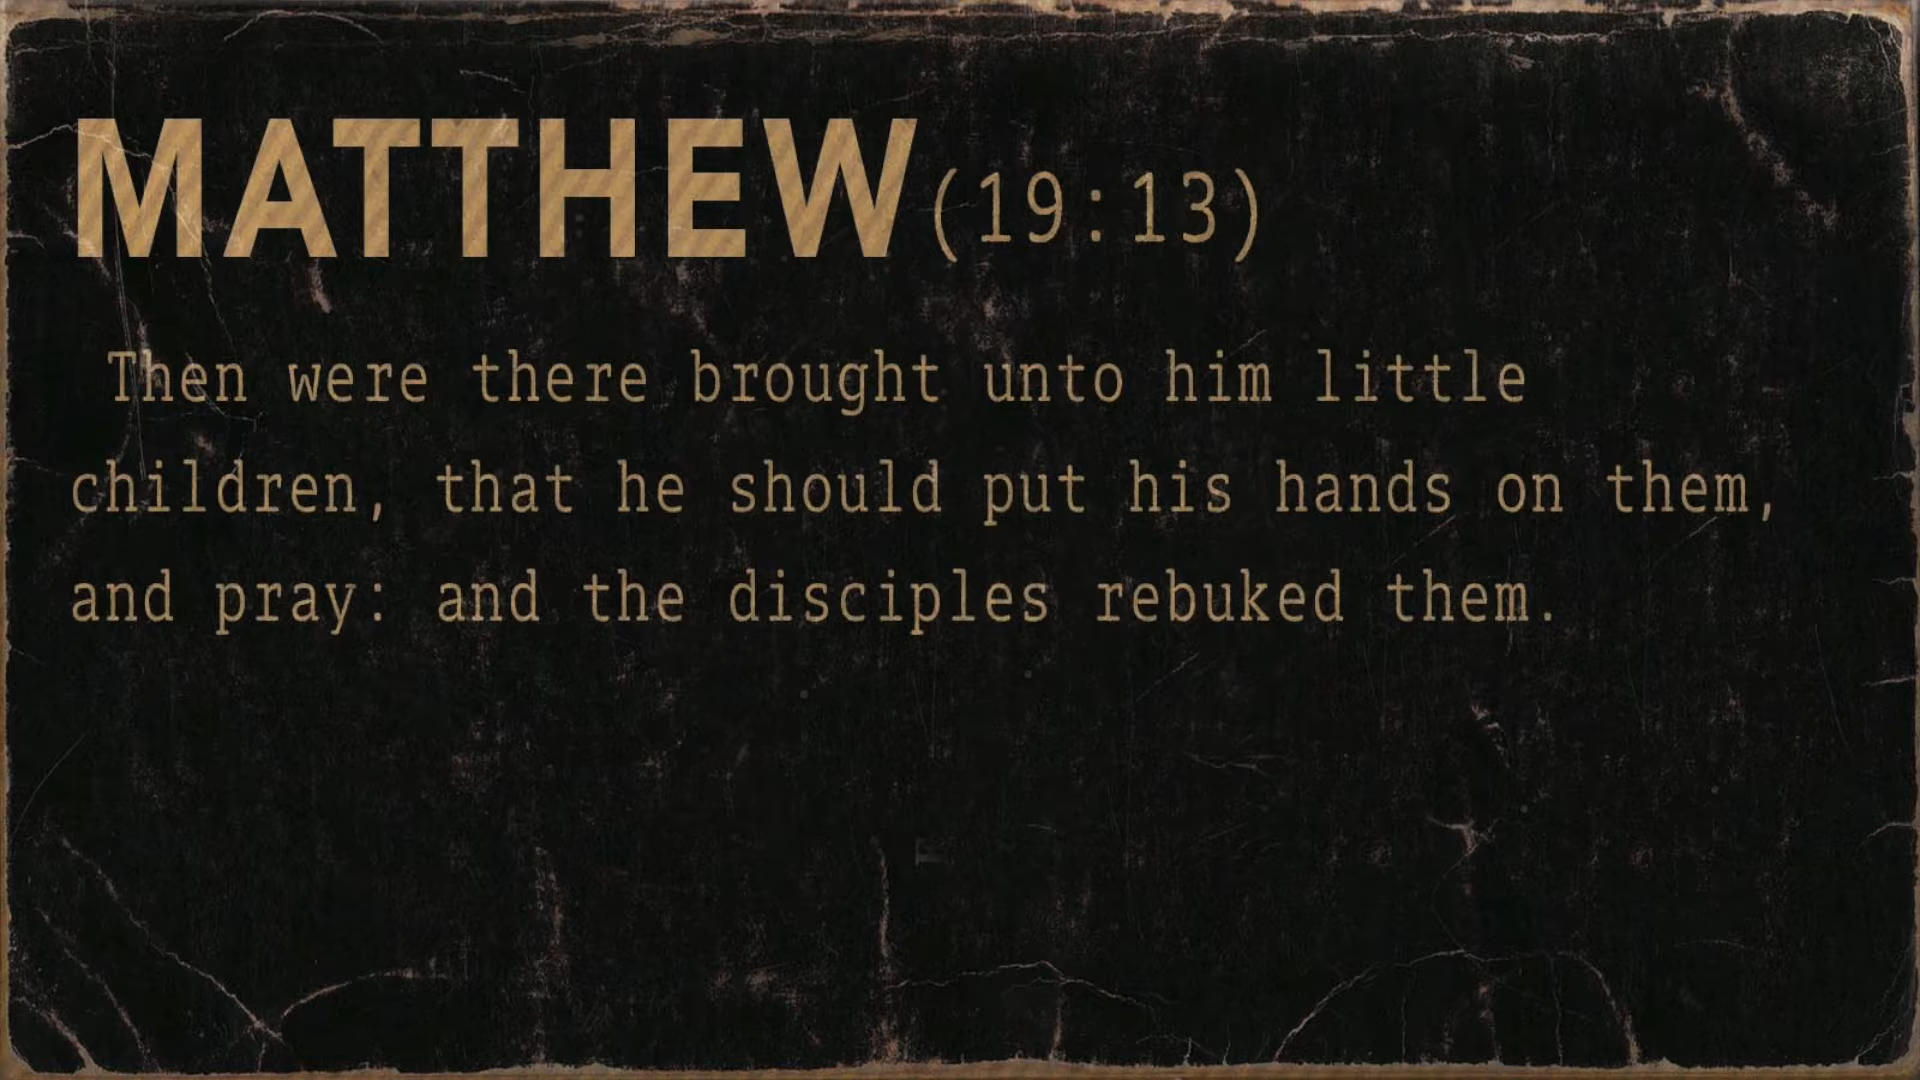 MATTHEW (19:13)
Then were there brought unto him little
children, that he should put his hands on them,
and pray: and the disciples rebuked them.